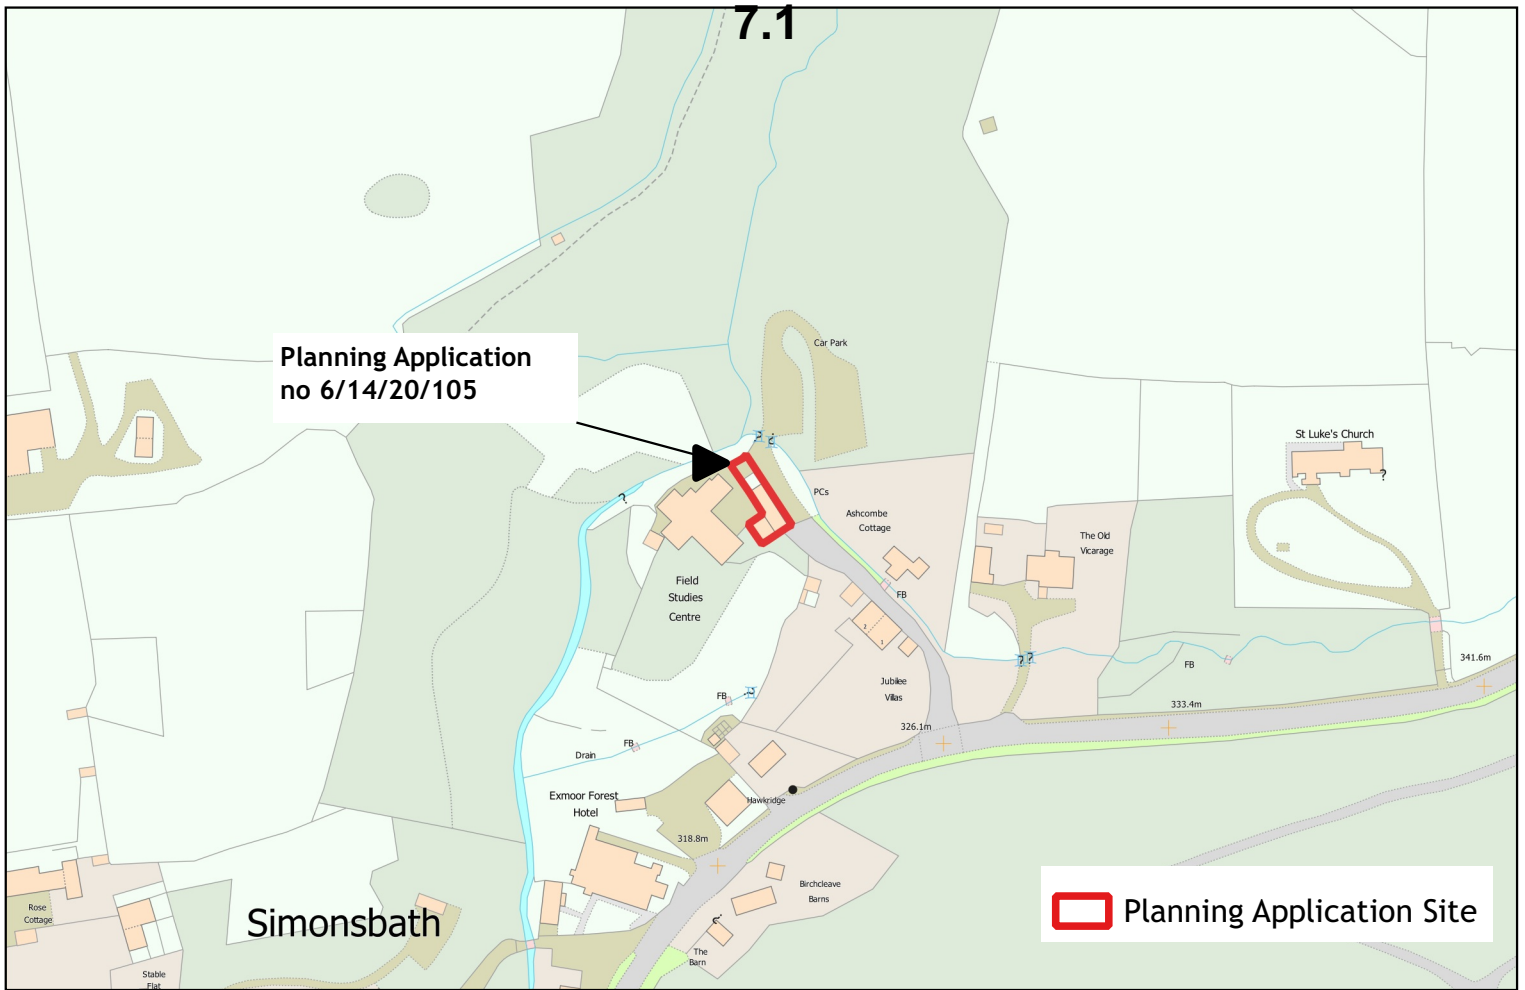 7.1
Car Park
Planning Application
no 6/14/20/105
St Luke's Church
?
?
?
?
PCs
Ashcombe
Cottage
The Old
Vicarage
Field
Studies
Centre
FB
2
1
? ?
FB
341.6m
Jubilee
Villas
FB
333.4m
326.1m
FB
Drain
Exmoor Forest
Hotel
Hawkridge
318.8m
Birchcleave
Barns
Rose
Cottage
Simonsbath
Planning Application Site
The
Barn
Stable
Flat